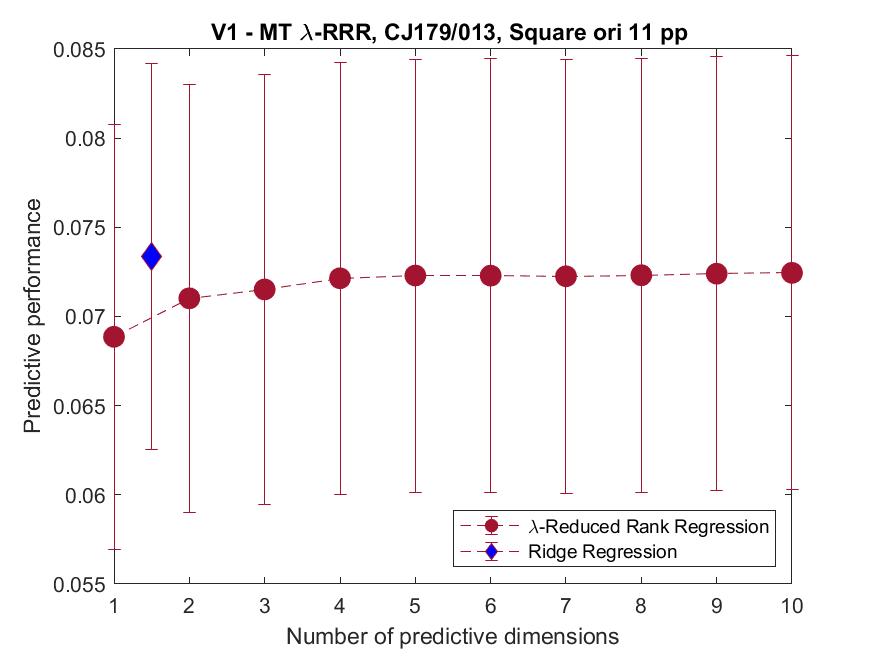 V1 - MT λ-RRR, CJ179/013, Square ori 11 pp
0.085
0.08
0.075
0.07
0.065
0.06
0.055
Predictive performance
λ-Reduced Rank Regression
Ridge Regression
1 2 3 4 5 6 7 8 9 10
Number of predictive dimensions